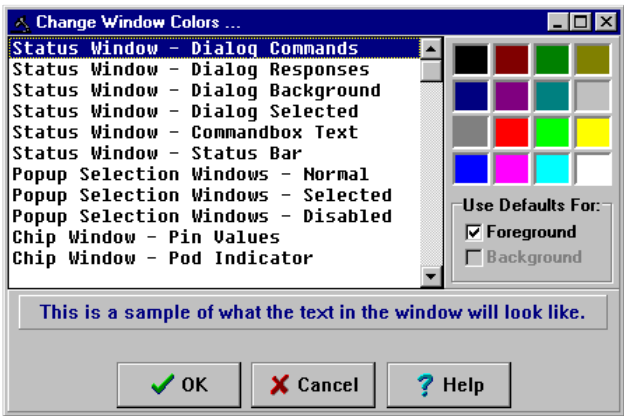 Change Window Colors ...
Status Window - Dialog Commands
Status Window - Dialog Responses
Status Window - Dialog Background
Status Window - Dialog Selected
Status Window - Commandbox Text
Status Window - Status Bar
Popup Selection Windows - Normal
Popup Selection Windows - Selected
Popup Selection Windows - Disabled
Chip Window - Pin Values
Chip Window - Pod Indicator
Use Defaults For:
Foreground
Background
This is a sample of what the text in the window will look like.
OK
Cancel
Help